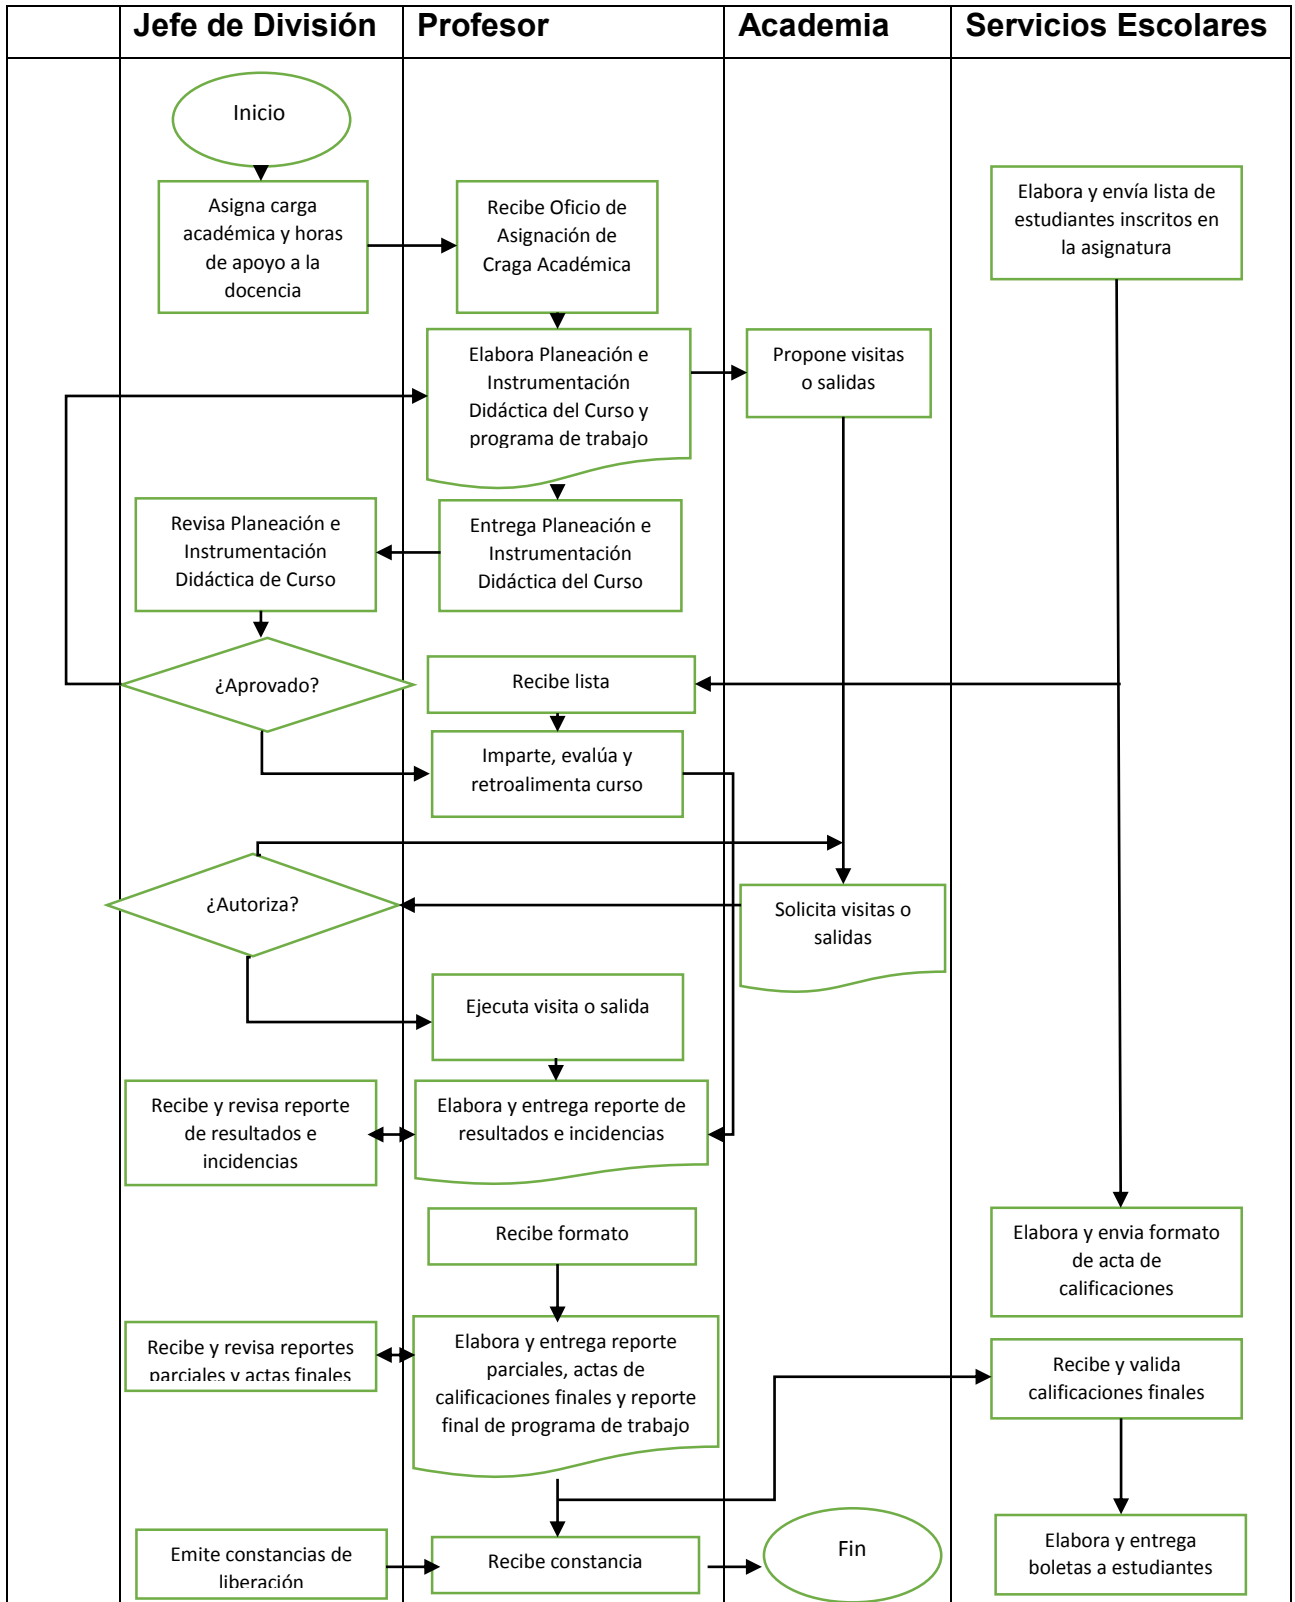 Jefe de División
Profesor
Academia
Servicios Escolares
Inicio
Asigna carga
académica y horas
de apoyo a la
docencia
Recibe Oficio de
Asignación de
Craga Académica
Elabora y envía lista de
estudiantes inscritos en
la asignatura
Elabora Planeación e
Instrumentación
Didáctica del Curso y
programa de trabajo
Propone visitas
o salidas
Revisa Planeación e
Instrumentación
Didáctica de Curso
Entrega Planeación e
Instrumentación
Didáctica del Curso
¿Aprovado?
Recibe lista
Imparte, evalúa y
retroalimenta curso
¿Autoriza?
Solicita visitas o
salidas
Ejecuta visita o salida
Recibe y revisa reporte
de resultados e
incidencias
Elabora y entrega reporte de
resultados e incidencias
Recibe formato
Elabora y envia formato
de acta de
calificaciones
Recibe y revisa reportes
parciales y actas finales
Elabora y entrega reporte
parciales, actas de
calificaciones finales y reporte
final de programa de trabajo
Recibe y valida
calificaciones finales
Emite constancias de
liberación
Recibe constancia
Fin
Elabora y entrega
boletas a estudiantes